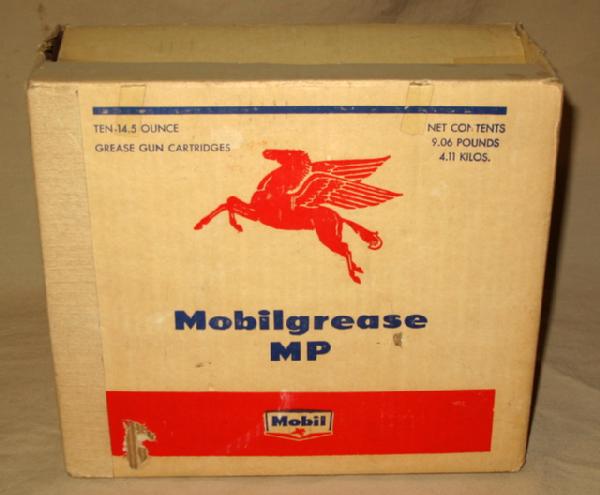 TEN-14.5 OUNCE
GREASE GUN CARTRIDGES
NET CONTENTS
9.06 POUNDS
4.11 KILOS.
Mobilgrease
MP
Mobil